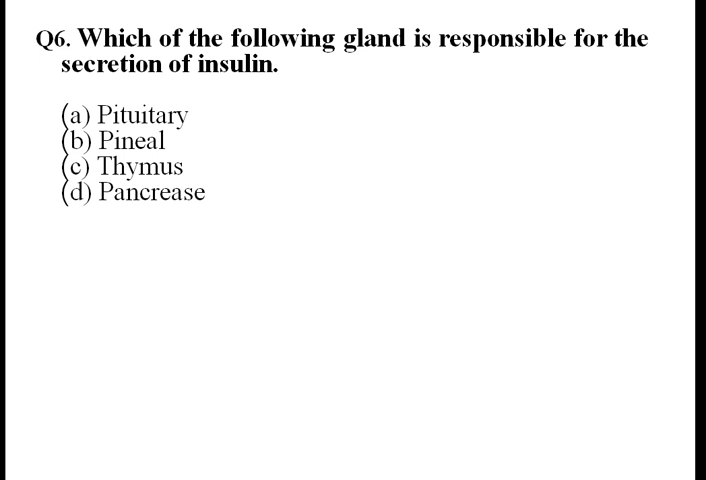 Q6. Which of the following gland is responsible for the
secretion of insulin.
(a) Pituitary
(b) Pineal
(c) Thymus
(d) Pancrease